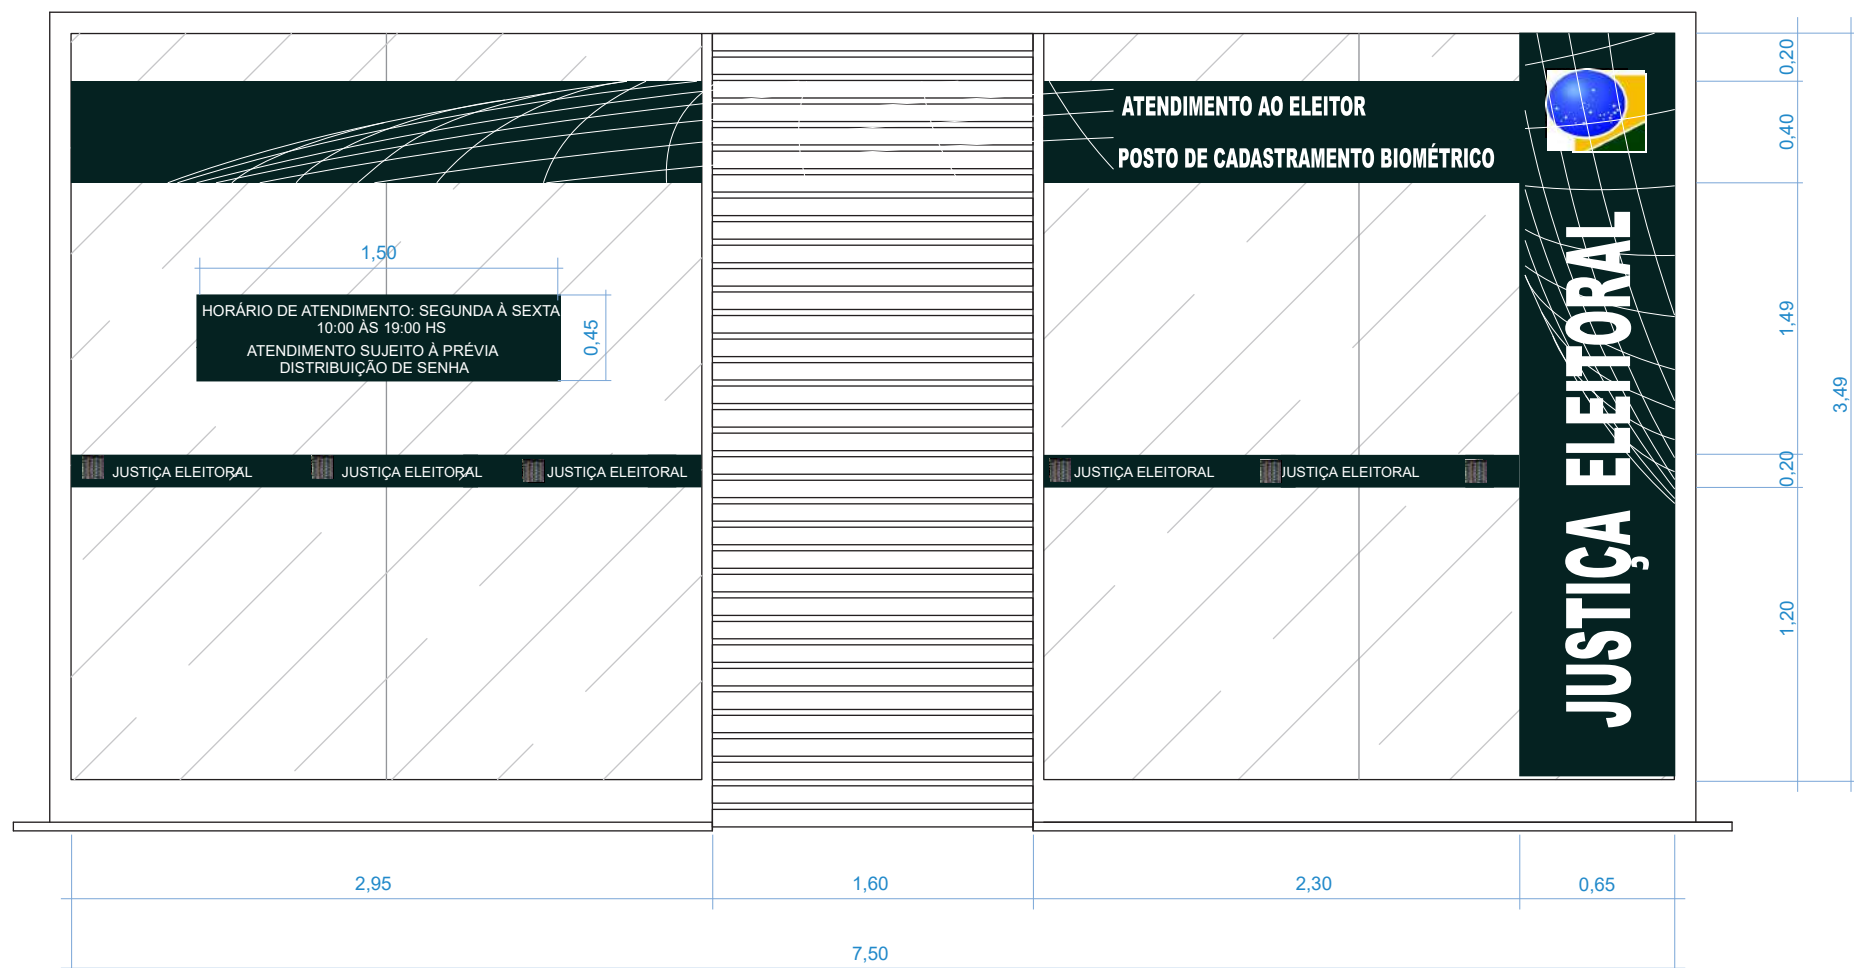 ATENDIMENTO AO ELEITOR
POSTO DE CADASTRAMENTO BIOMÉTRICO
JUSTIÇA ELEITORAL
1,50
HORÁRIO DE ATENDIMENTO: SEGUNDA À SEXTA
10:00 ÀS 19:00 HS
ATENDIMENTO SUJEITO À PRÉVIA
DISTRIBUIÇÃO DE SENHA
0,45
JUSTIÇA ELEITORAL
JUSTIÇA ELEITORAL
JUSTIÇA ELEITORAL
JUSTIÇA ELEITORAL
JUSTIÇA ELEITORAL
0,20
0,40
1,49
0,20
1,20
3,49
2,95
1,60
2,30
0,65
7,50